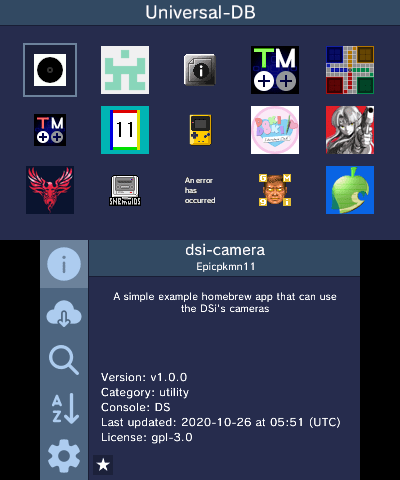 Universal-DB
TM
TM
11
An error
has
occurred
SNEmulDS
G M
9 i
dsi-camera
Epicpkmn11
A simple example homebrew app that can use
the DSi's cameras
Version: v1.0.0
Category: utility
Console: DS
Last updated: 2020-10-26 at 05:51 (UTC)
License: gpl-3.0
A
Z